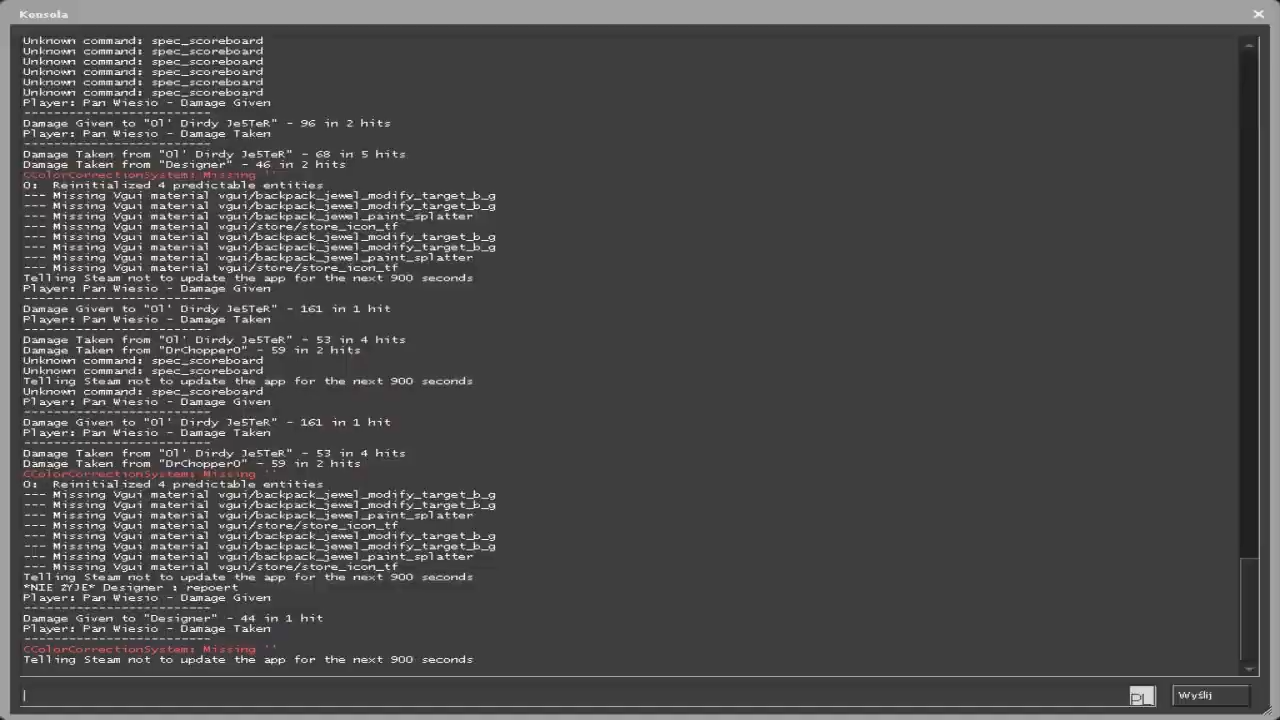 Konsola
Unknown command: spec_scoreboard
Unknown command: spec_scoreboard
Unknown command: spec_scoreboard
Unknown command: spec_scoreboard
Unknown command: spec_scoreboard
Unknown command: spec_scoreboard
Player: Pan Wiesio - Damage Given
-------------------------
Damage Given to "Ol' Dirdy Je5TeR" - 96 in 2 hits
Player: Pan Wiesio - Damage Taken
-------------------------
Damage Taken from "Ol' Dirdy Je5TeR" - 68 in 5 hits
Damage Taken from "Designer" - 46 in 2 hits
CColorCorrectionSystem: Missing ''
0:  Reinitialized 4 predictable entities
--- Missing Vgui material vgui/backpack_jewel_modify_target_b_g
--- Missing Vgui material vgui/backpack_jewel_modify_target_b_g
--- Missing Vgui material vgui/backpack_jewel_paint_splatter
--- Missing Vgui material vgui/store/store_icon_tf
--- Missing Vgui material vgui/backpack_jewel_modify_target_b_g
--- Missing Vgui material vgui/backpack_jewel_modify_target_b_g
--- Missing Vgui material vgui/backpack_jewel_paint_splatter
--- Missing Vgui material vgui/store/store_icon_tf
Telling Steam not to update the app for the next 900 seconds
Player: Pan Wiesio - Damage Given
-------------------------
Damage Given to "Ol' Dirdy Je5TeR" - 161 in 1 hit
Player: Pan Wiesio - Damage Taken
-------------------------
Damage Taken from "Ol' Dirdy Je5TeR" - 53 in 4 hits
Damage Taken from "DrChopper0" - 59 in 2 hits
Unknown command: spec_scoreboard
Unknown command: spec_scoreboard
Telling Steam not to update the app for the next 900 seconds
Unknown command: spec_scoreboard
Player: Pan Wiesio - Damage Given
-------------------------
Damage Given to "Ol' Dirdy Je5TeR" - 161 in 1 hit
Player: Pan Wiesio - Damage Taken
-------------------------
Damage Taken from "Ol' Dirdy Je5TeR" - 53 in 4 hits
Damage Taken from "DrChopper0" - 59 in 2 hits
CColorCorrectionSystem: Missing ''
0:  Reinitialized 4 predictable entities
--- Missing Vgui material vgui/backpack_jewel_modify_target_b_g
--- Missing Vgui material vgui/backpack_jewel_modify_target_b_g
--- Missing Vgui material vgui/backpack_jewel_paint_splatter
--- Missing Vgui material vgui/store/store_icon_tf
--- Missing Vgui material vgui/backpack_jewel_modify_target_b_g
--- Missing Vgui material vgui/backpack_jewel_modify_target_b_g
--- Missing Vgui material vgui/backpack_jewel_paint_splatter
--- Missing Vgui material vgui/store/store_icon_tf
Telling Steam not to update the app for the next 900 seconds
*NIE ŻYJE* Designer : repoert
Player: Pan Wiesio - Damage Given
-------------------------
Damage Given to "Designer" - 44 in 1 hit
Player: Pan Wiesio - Damage Taken
-------------------------
CColorCorrectionSystem: Missing ''
Telling Steam not to update the app for the next 900 seconds
PL
Wyślij